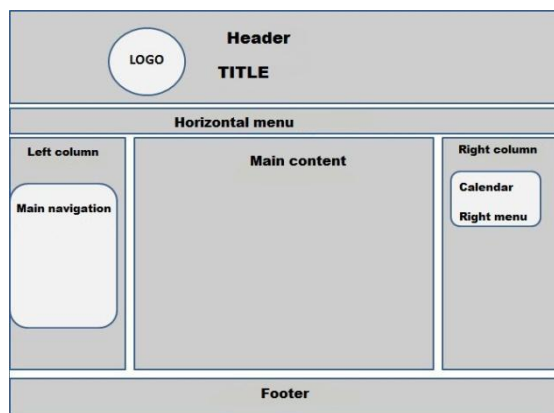 Header
LOGO
TITLE
Horizontal menu
Left column
Main navigation
Main content
Right column
Calendar
Right menu
Footer